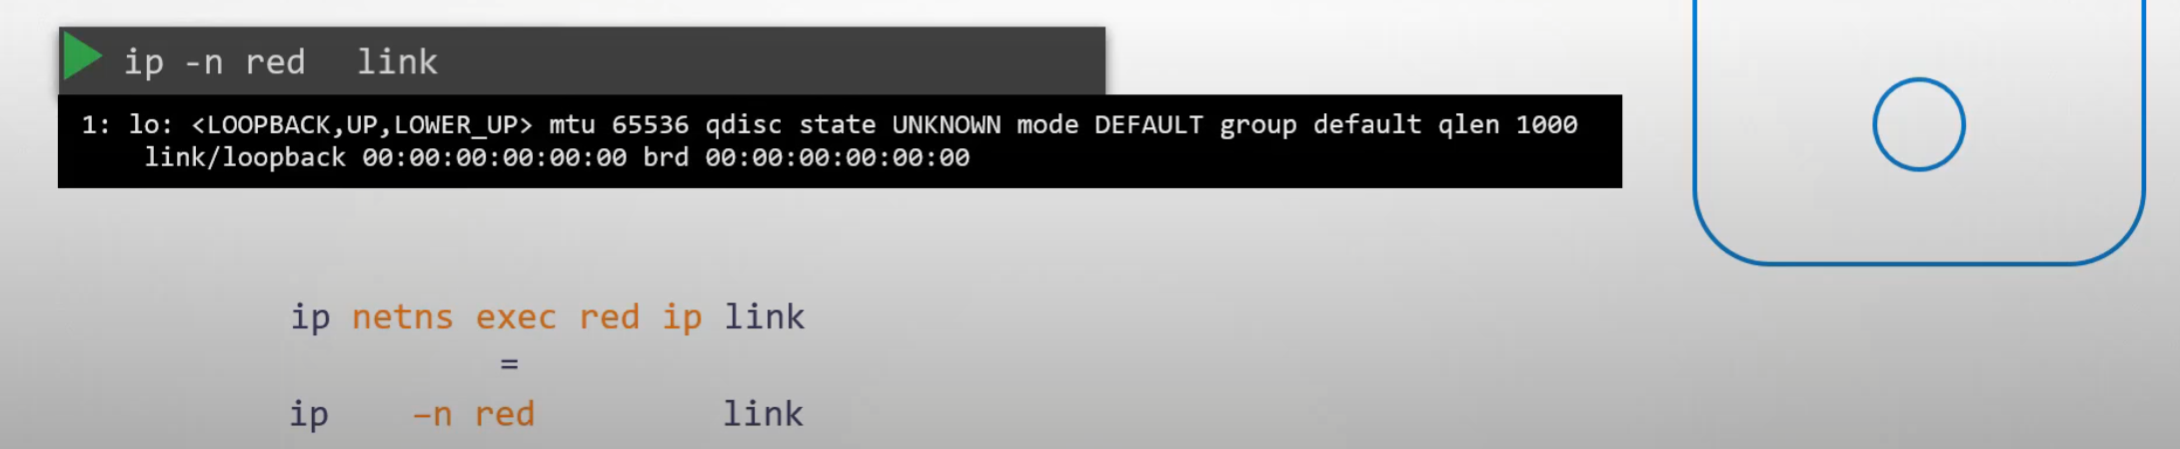 ip -n red link
1: lo: <LOOPBACK,UP,LOWER_UP> mtu 65536 qdisc state UNKNOWN mode DEFAULT group default qlen 1000
link/loopback 00:00:00:00:00:00 brd 00:00:00:00:00:00
ip netns exec red ip link
=
ip –n red link